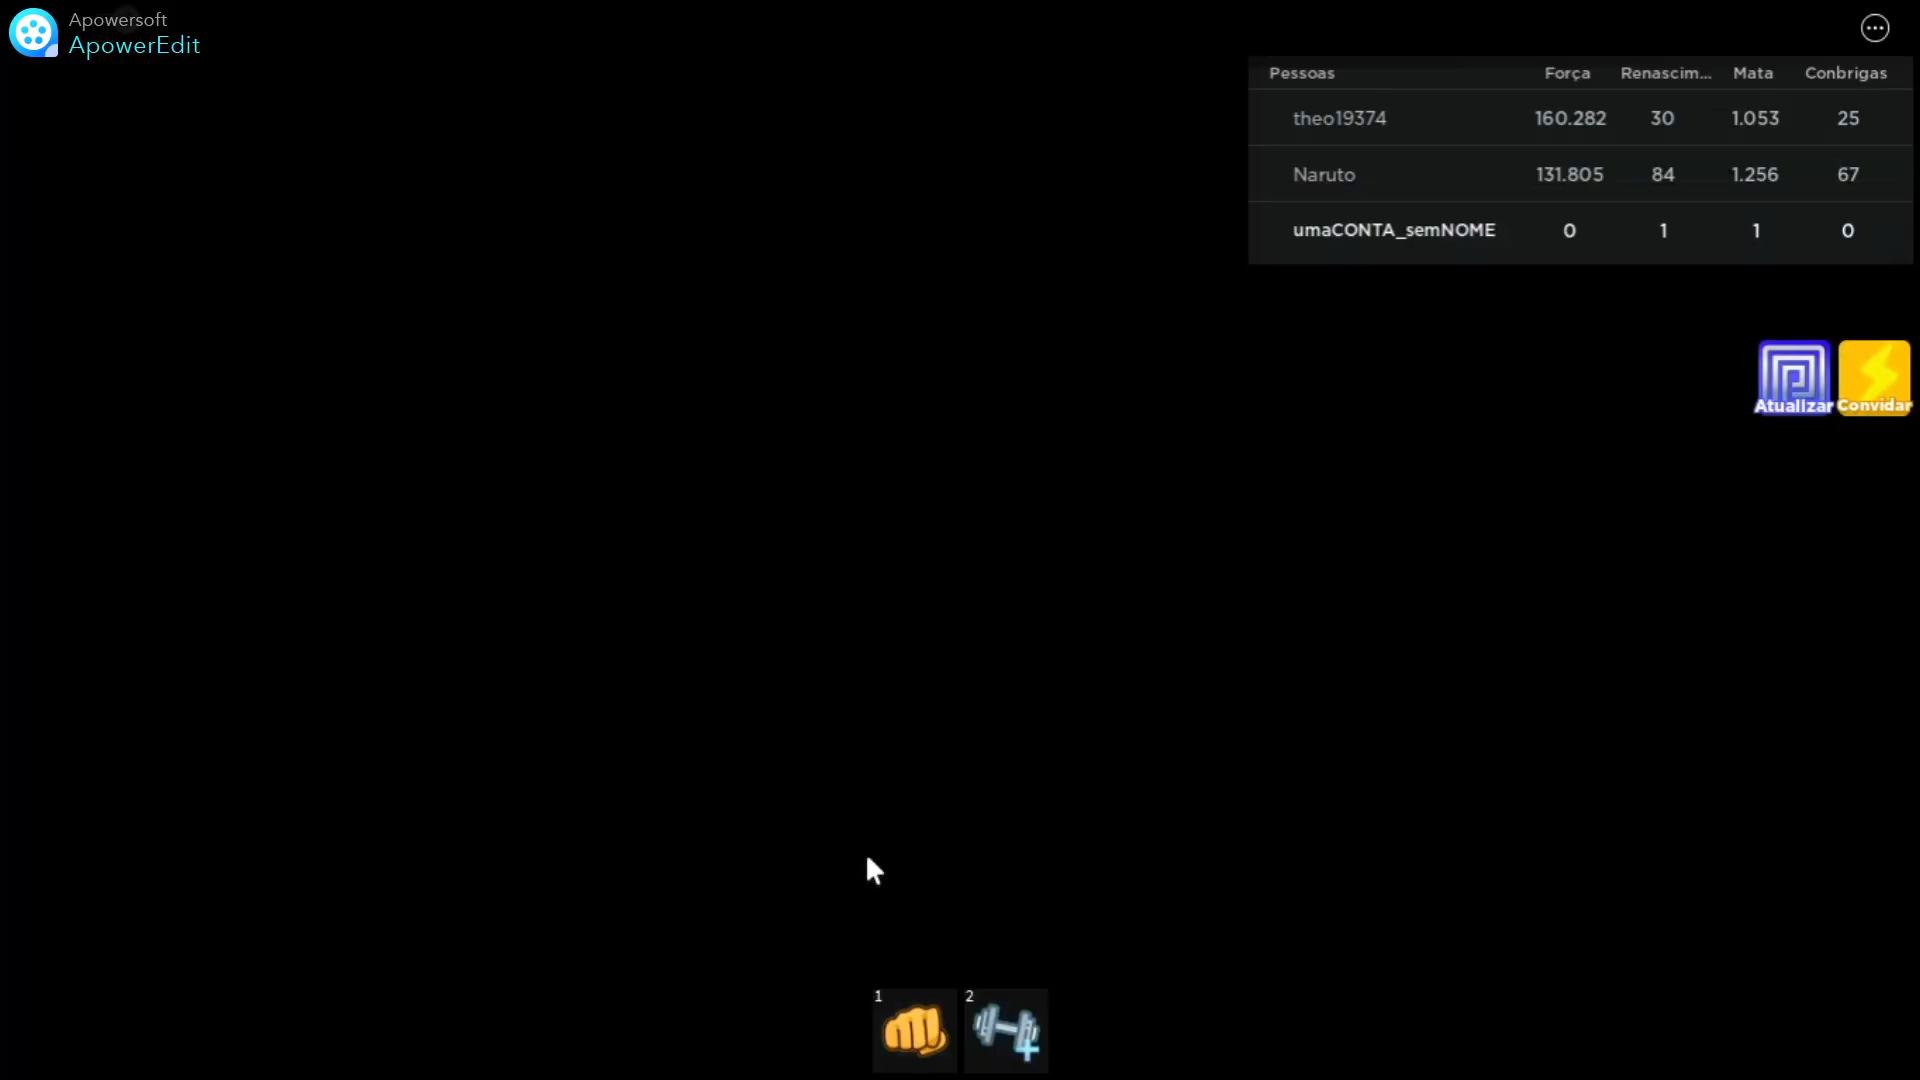 Apowersoft
ApowerEdit
Pessoas Força Renascim... Mata Conbrigas
theo19374 160.282 30 1.053 25
Naruto 131.805 84 1.256 67
umaCONTA_semNOME 0 1 1 0
Atualizar Convidar
1 2